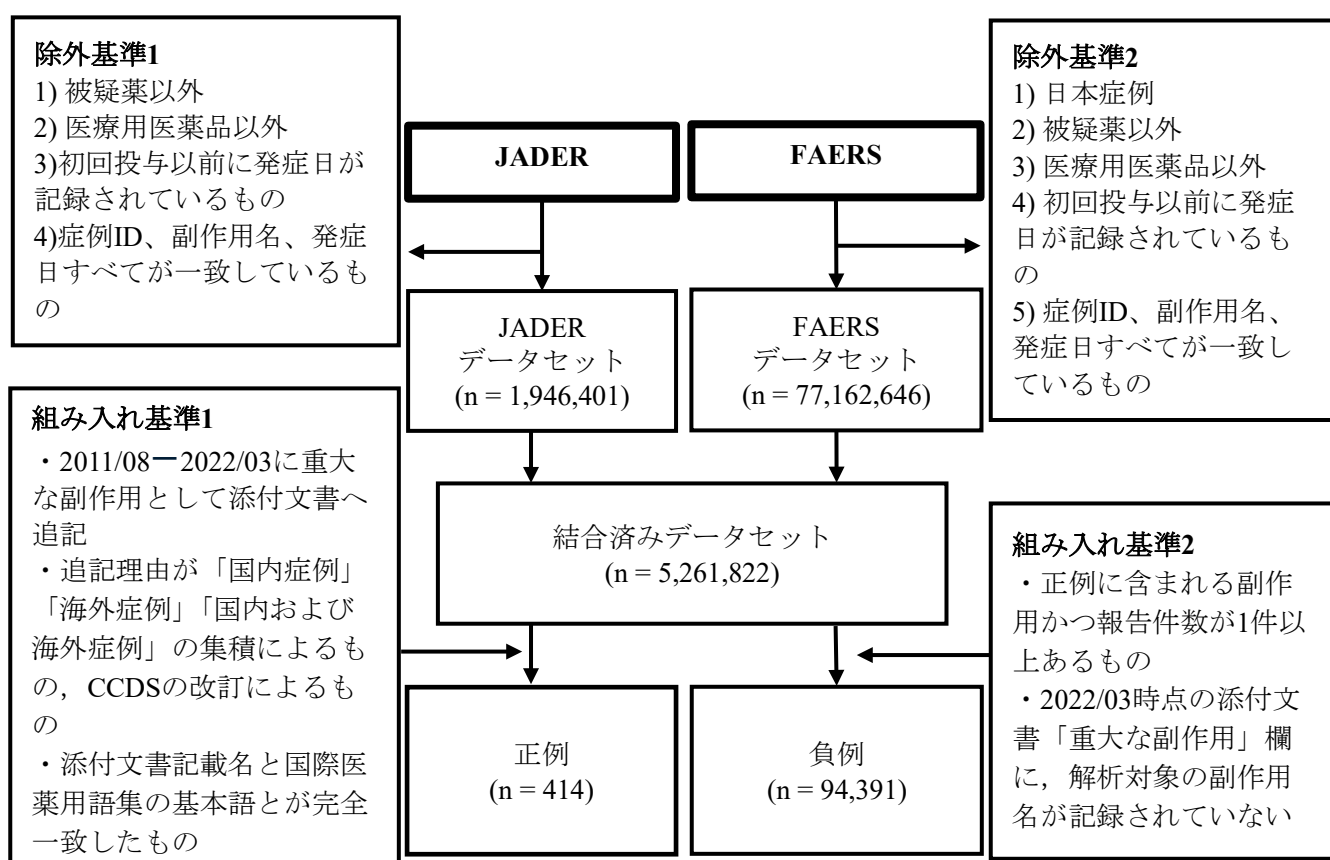 除外基準1
1) 被疑薬以外
2) 医療用医薬品以外
3)初回投与以前に発症日が
記録されているもの
4)症例ID、副作用名、発症
日すべてが一致しているも
の
JADER
FAERS
除外基準2
1) 日本症例
2) 被疑薬以外
3) 医療用医薬品以外
4) 初回投与以前に発症
日が記録されているも
の
5) 症例ID、副作用名、
発症日すべてが一致し
ているもの
JADER
データセット
(n = 1,946,401)
FAERS
データセット
(n = 77,162,646)
組み入れ基準1
・2011/08ー2022/03に重大
な副作用として添付文書へ
追記
・追記理由が「国内症例」
「海外症例」「国内および
海外症例」の集積によるも
の，CCDSの改訂によるも
の
・添付文書記載名と国際医
薬用語集の基本語とが完全
一致したもの
結合済みデータセット
(n = 5,261,822)
組み入れ基準2
・正例に含まれる副作
用かつ報告件数が1件以
上あるもの
・2022/03時点の添付文
書「重大な副作用」欄
に，解析対象の副作用
名が記録されていない
正例
(n = 414)
負例
(n = 94,391)